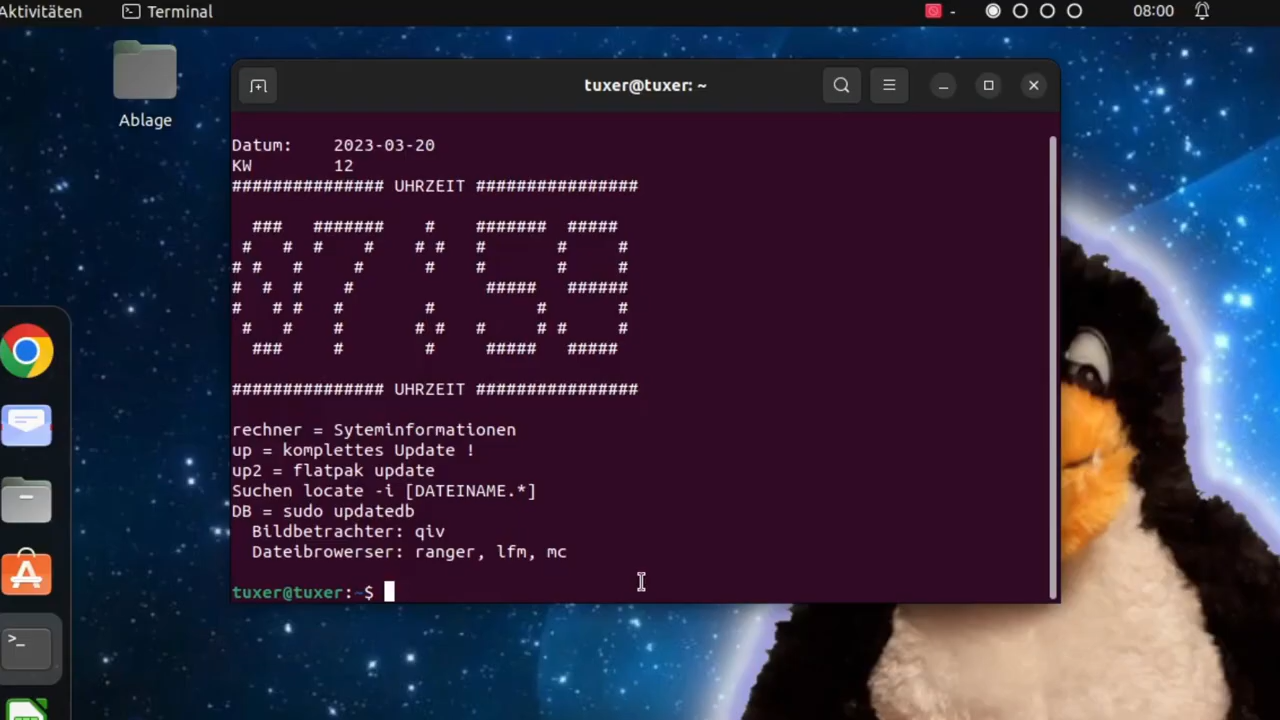 Aktivitäten
Terminal
08:00
Ablage
tuxer@tuxer: ~
Datum: 2023-03-20
KW 12
############### UHRZEIT ################
### ####### # ####### #####
# # # # # # # # #
# # # # # # # #
# # # # ##### ######
# # # # # # #
# # # # # # # # #
### # # ##### #####
############### UHRZEIT ################
rechner = Syteminformationen
up = komplettes Update !
up2 = flatpak update
Suchen locate -i [DATEINAME.*]
DB = sudo updatedb
Bildbetrachter: qiv
Dateibrowerser: ranger, lfm, mc
tuxer@tuxer:~$